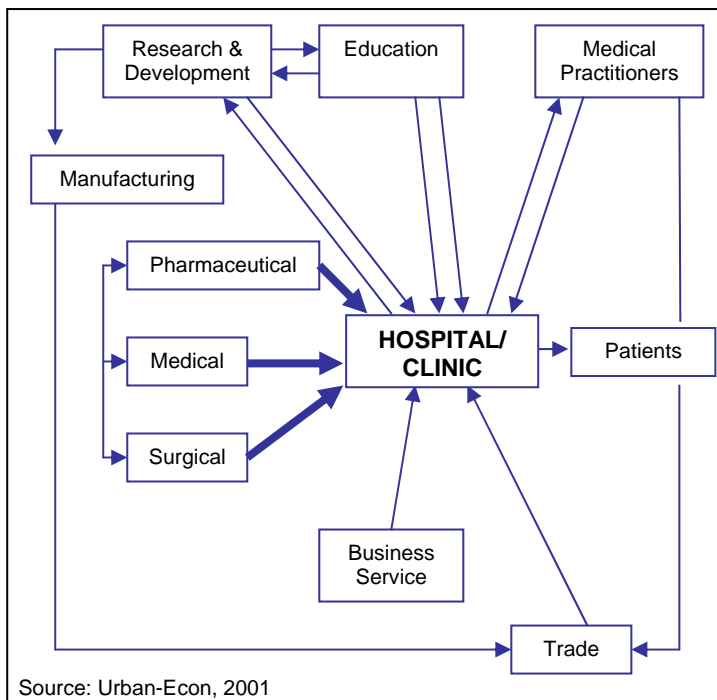 Research &
Development
Education
Medical
Practitioners
Manufacturing
Pharmaceutical
HOSPITAL/
CLINIC
Patients
Medical
Surgical
Business
Service
Trade
Source: Urban-Econ, 2001